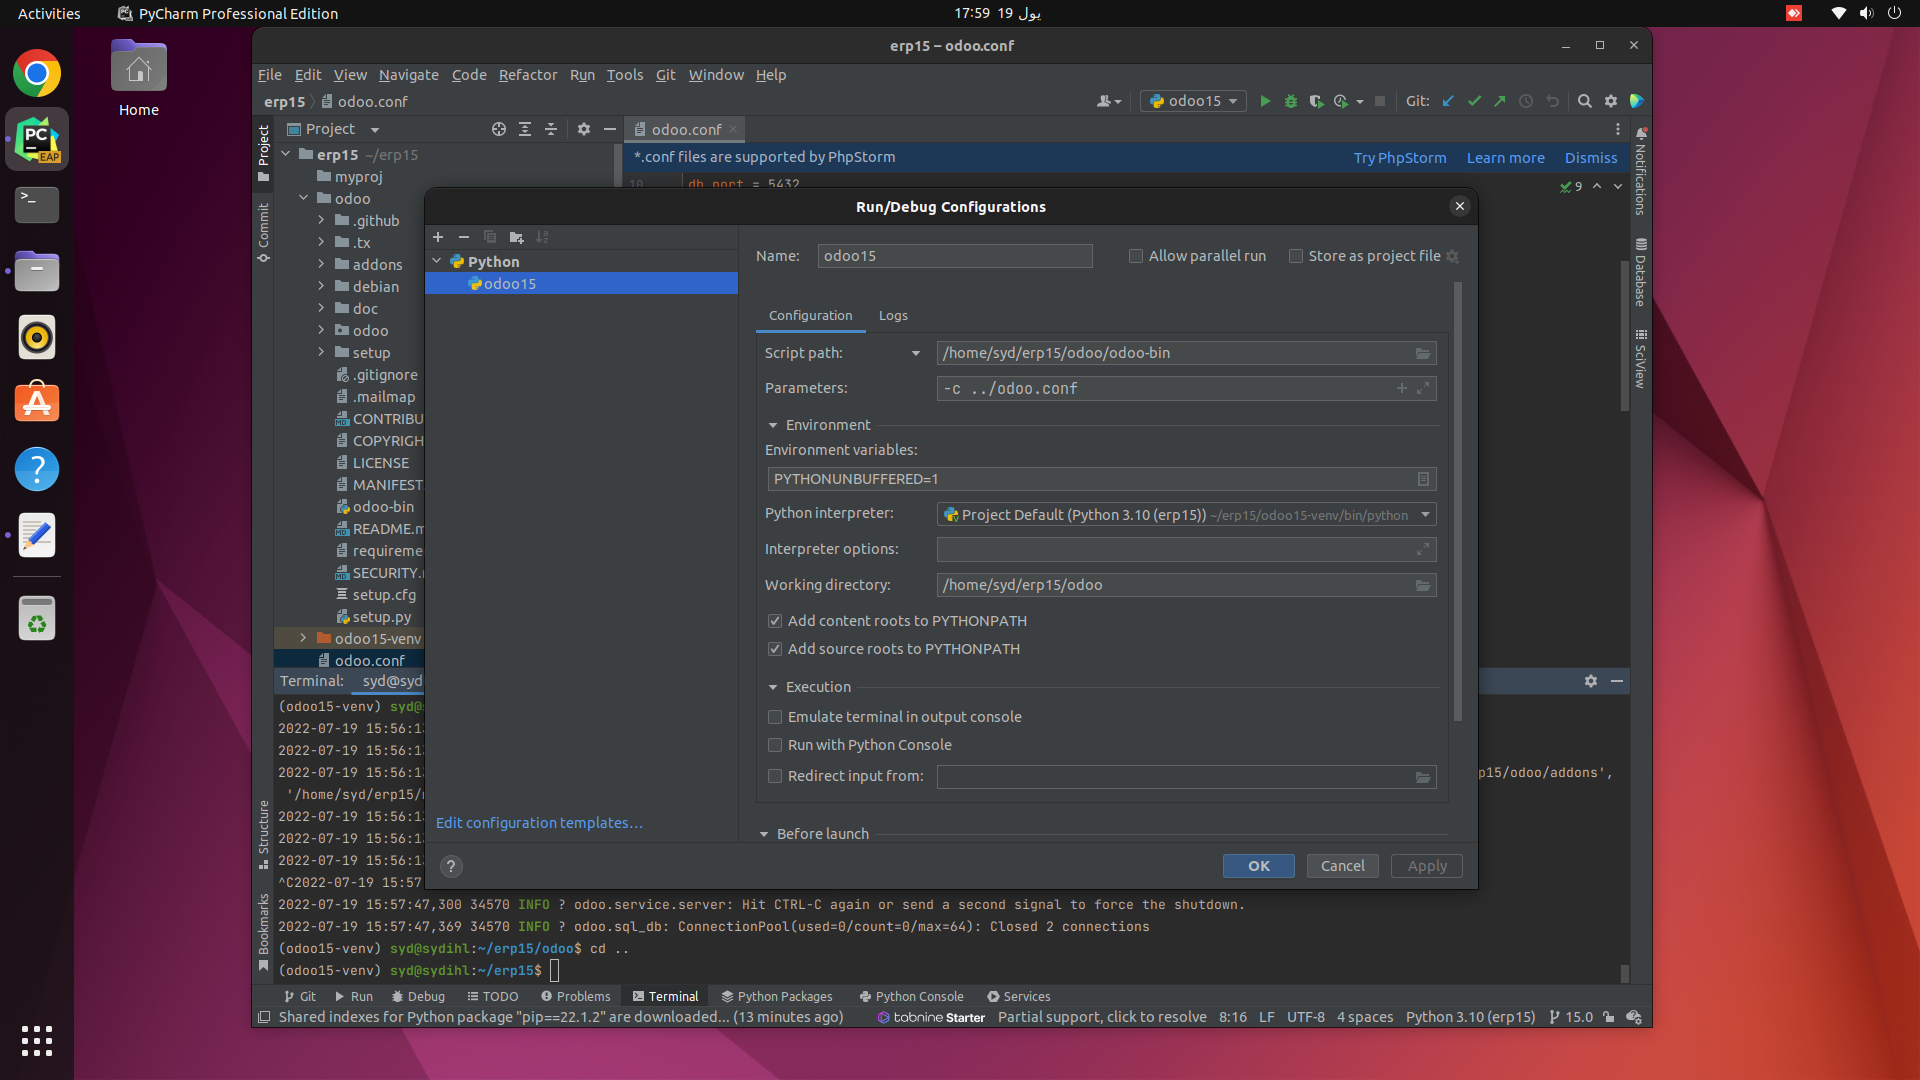 Activities
PyCharm Professional Edition
17:59 19 يول
Home
erp15 – odoo.conf
File Edit View Navigate Code Refactor Run Tools Git Window Help
erp15 odoo.conf
odoo15
Git:
Project
odoo.conf
*.conf files are supported by PhpStorm
Try PhpStorm Learn more Dismiss
10 db_port = 5432
9
Project
Commit
Structure
Bookmarks
Notifications
Database
SciView
erp15 ~/erp15
myproj
odoo
.github
.tx
addons
debian
doc
odoo
setup
.gitignore
.mailmap
CONTRIBU
COPYRIGH
LICENSE
MANIFEST.
odoo-bin
README.m
requireme
SECURITY.
setup.cfg
setup.py
odoo15-venv
odoo.conf
Run/Debug Configurations
Python
odoo15
Edit configuration templates...
Name: odoo15
Allow parallel run
Store as project file
Configuration Logs
Script path: /home/syd/erp15/odoo/odoo-bin
Parameters: -c ../odoo.conf
Environment
Environment variables:
PYTHONUNBUFFERED=1
Python interpreter: Project Default (Python 3.10 (erp15)) ~/erp15/odoo15-venv/bin/python
Interpreter options:
Working directory: /home/syd/erp15/odoo
Add content roots to PYTHONPATH
Add source roots to PYTHONPATH
Execution
Emulate terminal in output console
Run with Python Console
Redirect input from:
Before launch
? OK Cancel Apply
Terminal: syd@syd
(odoo15-venv) syd@s
2022-07-19 15:56:13
2022-07-19 15:56:13
2022-07-19 15:56:13 p15/odoo/addons',
'/home/syd/erp15/m
2022-07-19 15:56:13
2022-07-19 15:56:13
2022-07-19 15:56:13
^C2022-07-19 15:57
2022-07-19 15:57:47,300 34570 INFO ? odoo.service.server: Hit CTRL-C again or send a second signal to force the shutdown.
2022-07-19 15:57:47,369 34570 INFO ? odoo.sql_db: ConnectionPool(used=0/count=0/max=64): Closed 2 connections
(odoo15-venv) syd@sydihl:~/erp15/odoo$ cd ..
(odoo15-venv) syd@sydihl:~/erp15$
Git Run Debug TODO Problems Terminal Python Packages Python Console Services
Shared indexes for Python package "pip==22.1.2" are downloaded... (13 minutes ago)
tabnine Starter Partial support, click to resolve 8:16 LF UTF-8 4 spaces Python 3.10 (erp15) 15.0
PC
EAP